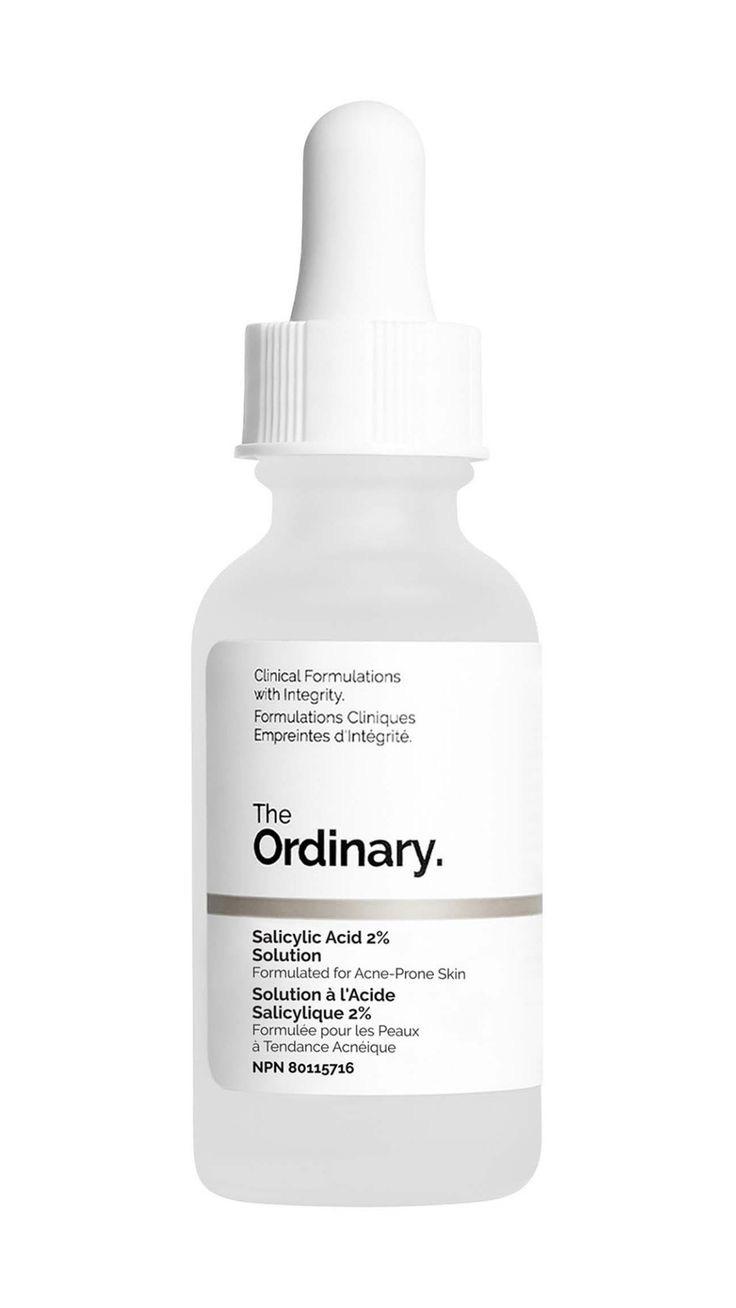 Clinical Formulations
with Integrity.
Formulations Cliniques
Empreintes d'Intégrité.
The
Ordinary.
Salicylic Acid 2%
Solution
Formulated for Acne-Prone Skin
Solution à l'Acide
Salicylique 2%
Formulée pour les Peaux
à Tendance Acnéique
NPN 80115716